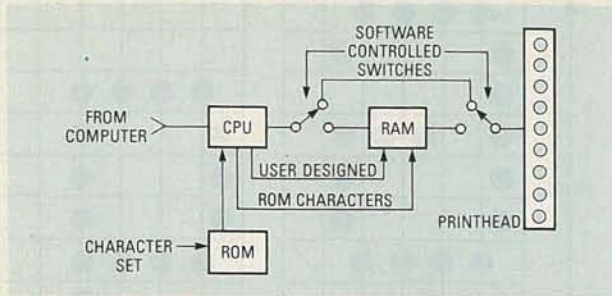 SOFTWARE
CONTROLLED
SWITCHES
FROM
COMPUTER
CPU
RAM
USER DESIGNED
ROM CHARACTERS
PRINTHEAD
CHARACTER
SET
ROM